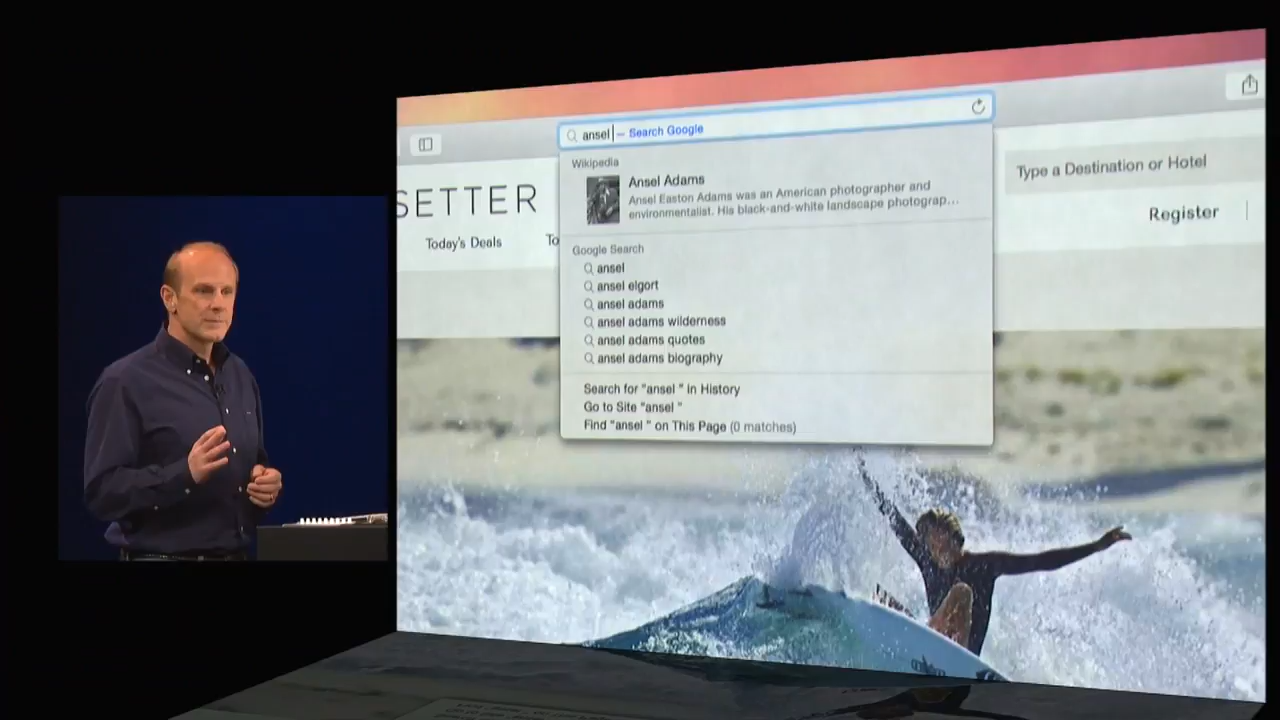 ansel – Search Google
Wikipedia
Ansel Adams
Ansel Easton Adams was an American photographer and
environmentalist. His black-and-white landscape photograp...
SETTER
Type a Destination or Hotel
Register
Today's Deals
To
Google Search
ansel
ansel elgort
ansel adams
ansel adams wilderness
ansel adams quotes
ansel adams biography
Search for "ansel " in History
Go to Site "ansel "
Find "ansel " on This Page (0 matches)